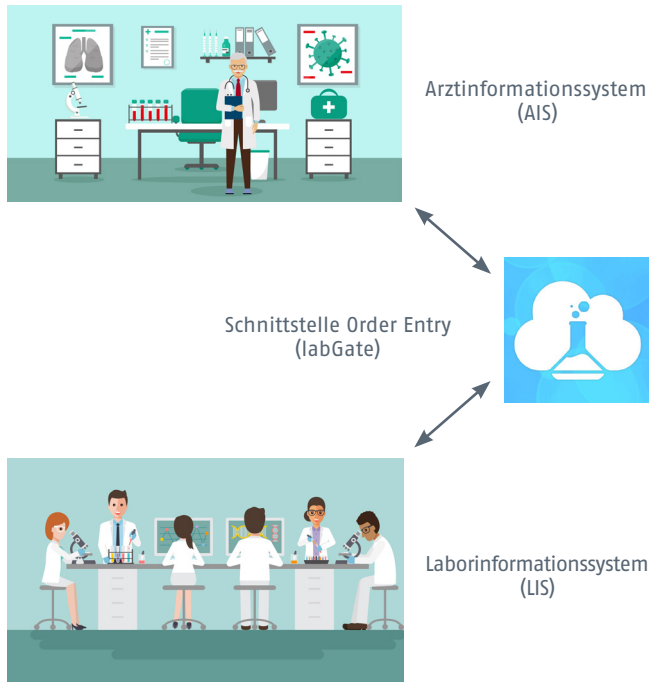 Arztinformationssystem
(AIS)
Schnittstelle Order Entry
(labGate)
Laborinformationssystem
(LIS)